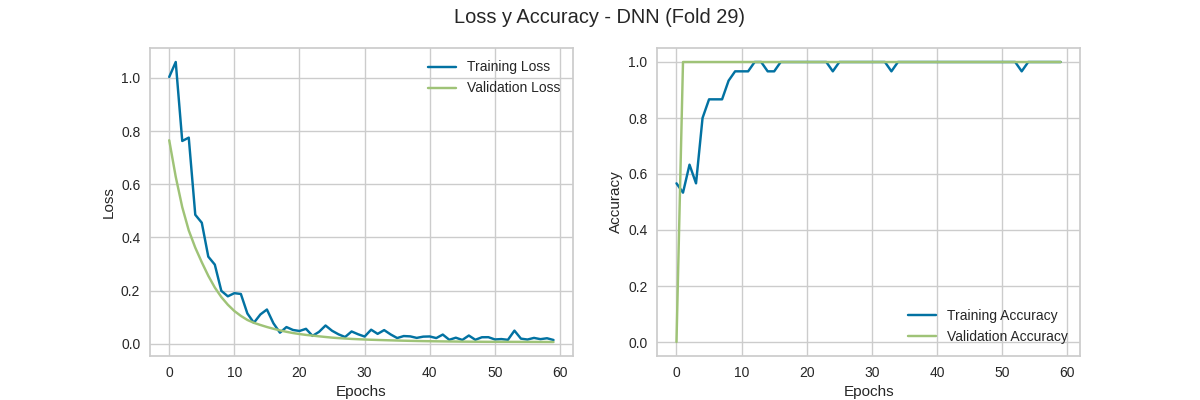 Loss y Accuracy - DNN (Fold 29)
Training Loss
Validation Loss
1.0
0.8
0.6
0.4
0.2
0.0
Loss
0 10 20 30 40 50 60
Epochs
1.0
0.8
0.6
0.4
0.2
0.0
Accuracy
Training Accuracy
Validation Accuracy
0 10 20 30 40 50 60
Epochs